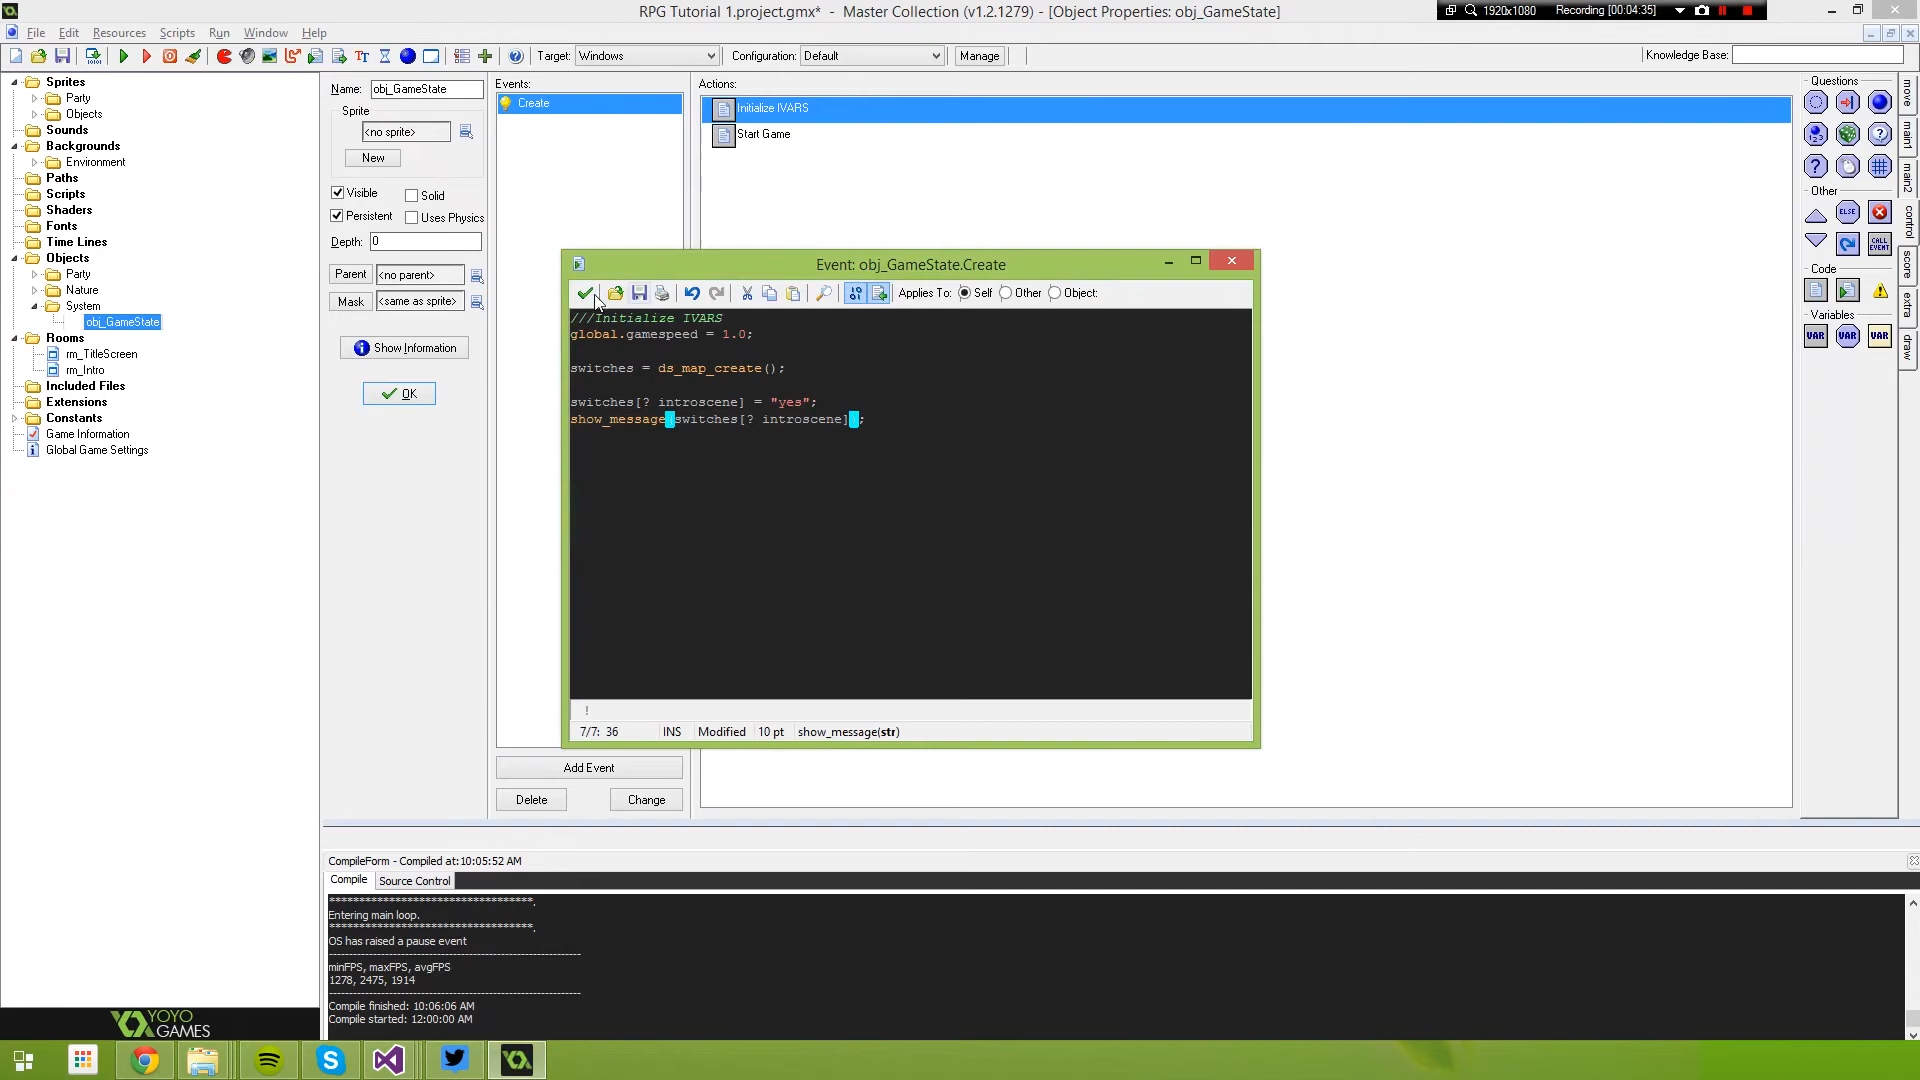 RPG Tutorial 1.project.gmx* - Master Collection (v1.2.1279) - [Object Properties: obj_GameState]
1920x1080 Recording [00:04:35]
File Edit Resources Scripts Run Window Help
Target: Windows Configuration: Default Manage Knowledge Base:
Sprites
Party
Objects
Sounds
Backgrounds
Environment
Paths
Scripts
Shaders
Fonts
Time Lines
Objects
Party
Nature
System
obj_GameState
Rooms
rm_TitleScreen
rm_Intro
Included Files
Extensions
Constants
Game Information
Global Game Settings
YOYO
GAMES
Name: obj_GameState
Sprite
<no sprite>
New
Visible Solid
Persistent Uses Physics
Depth: 0
Parent <no parent>
Mask <same as sprite>
Show Information
OK
Events:
Create
Add Event
Delete Change
Actions:
Initialize IVARS
Start Game
Event: obj_GameState.Create
Applies To: Self Other Object:
///Initialize IVARS
global.gamespeed = 1.0;
switches = ds_map_create();
switches[? introscene] = "yes";
show_message(switches[? introscene]);
!
7/7: 36 INS Modified 10 pt show_message(str)
Questions
Other
ELSE
CALL EVENT
Code
Variables
VAR VAR VAR
move
main1
main2
control
score
extra
draw
CompileForm - Compiled at:10:05:52 AM
Compile Source Control
***********************************.
Entering main loop.
***********************************.
OS has raised a pause event
minFPS, maxFPS, avgFPS
1278, 2475, 1914
Compile finished: 10:06:06 AM
Compile started: 12:00:00 AM